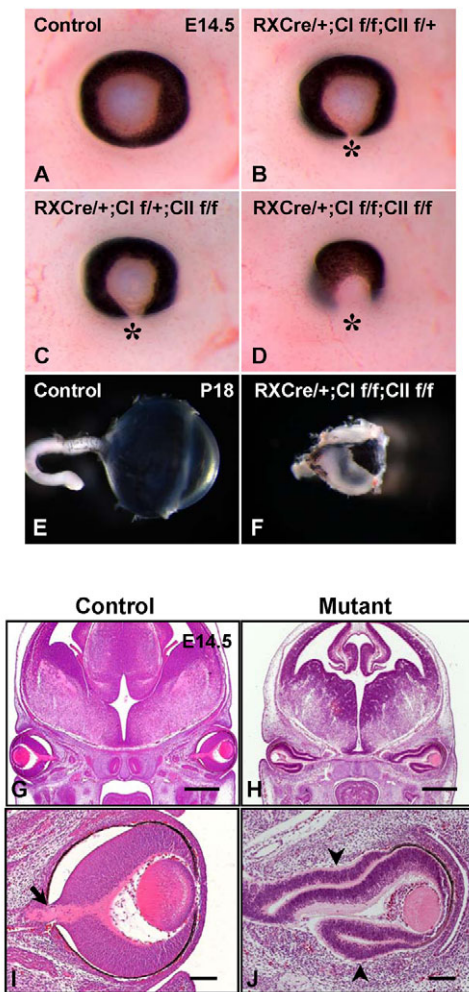 Control E14.5
RXCre/+;CI f/f;CII f/+
A
*
B
RXCre/+;CI f/+;CII f/f
RXCre/+;CI f/f;CII f/f
*
C
*
D
Control P18
RXCre/+;CI f/f;CII f/f
E
F
Control
Mutant
E14.5
G
H
I
J